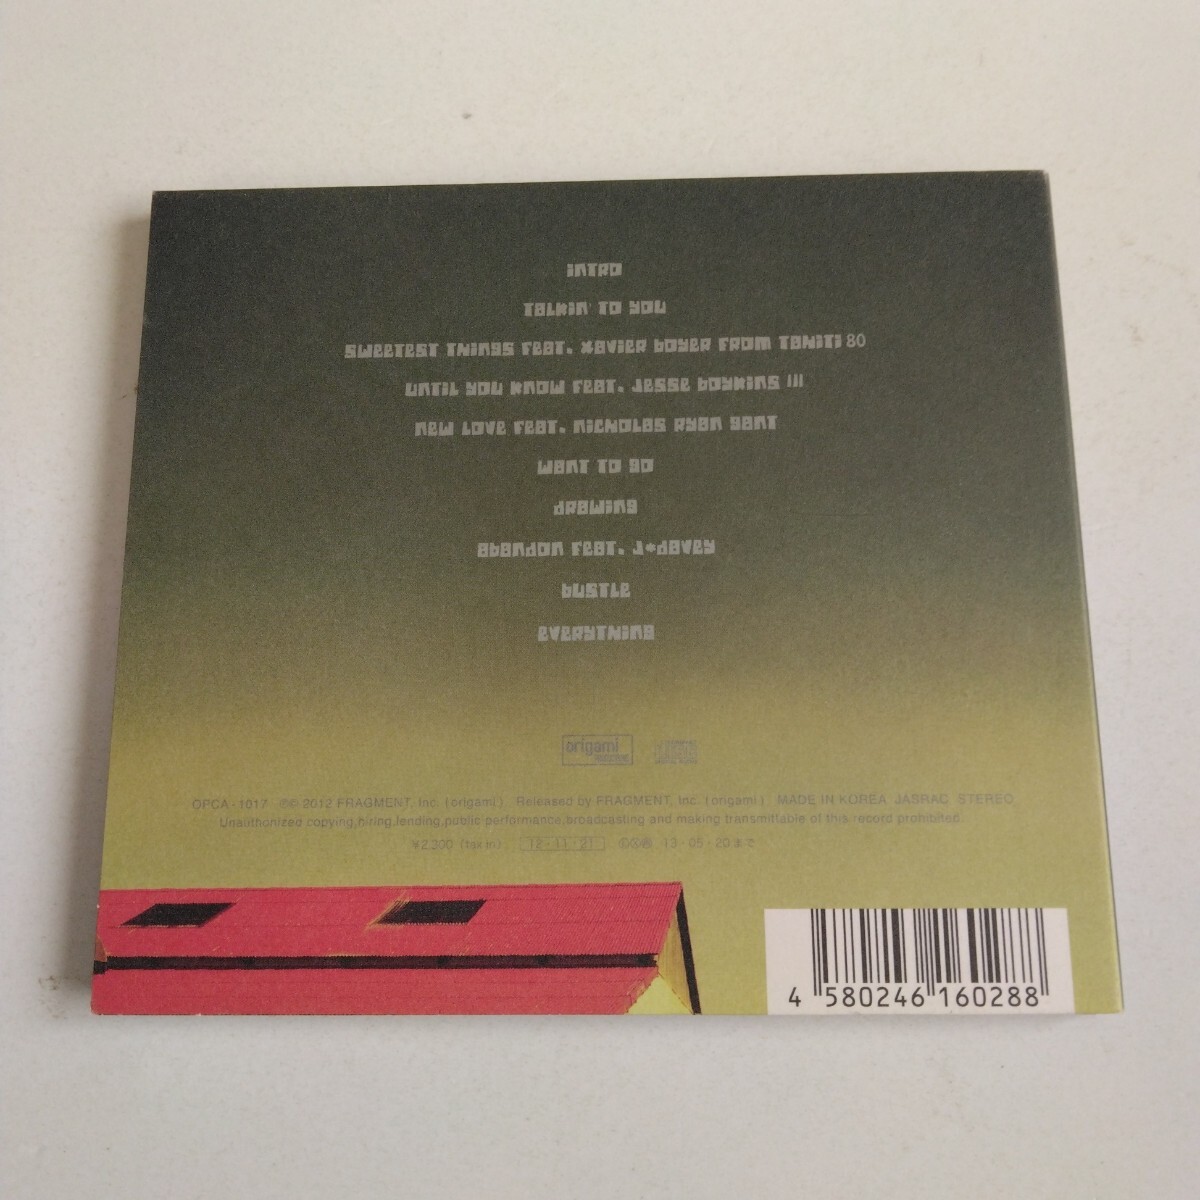 INTRO
TALKIN' TO YOU
SWEETEST THINGS FEAT. XAVIER BOYER FROM TAHITI 80
UNTIL YOU KNOW FEAT. JESSE BOYKINS III
NEW LOVE FEAT. NICHOLAS RYAN GANT
WANT TO GO
DRAWING
ABANDON FEAT. J*DAVEY
BUSTLE
EVERYTHING
origami
OPCA-1017 ℗© 2012 FRAGMENT, Inc. (origami) Released by FRAGMENT, Inc. (origami) MADE IN KOREA JASRAC STEREO
Unauthorized copying,hiring,lending,public performance,broadcasting and making transmittable of this record prohibited.
¥2,300 (tax in) 12・11・21 13・05・20まで
4 580246 160288